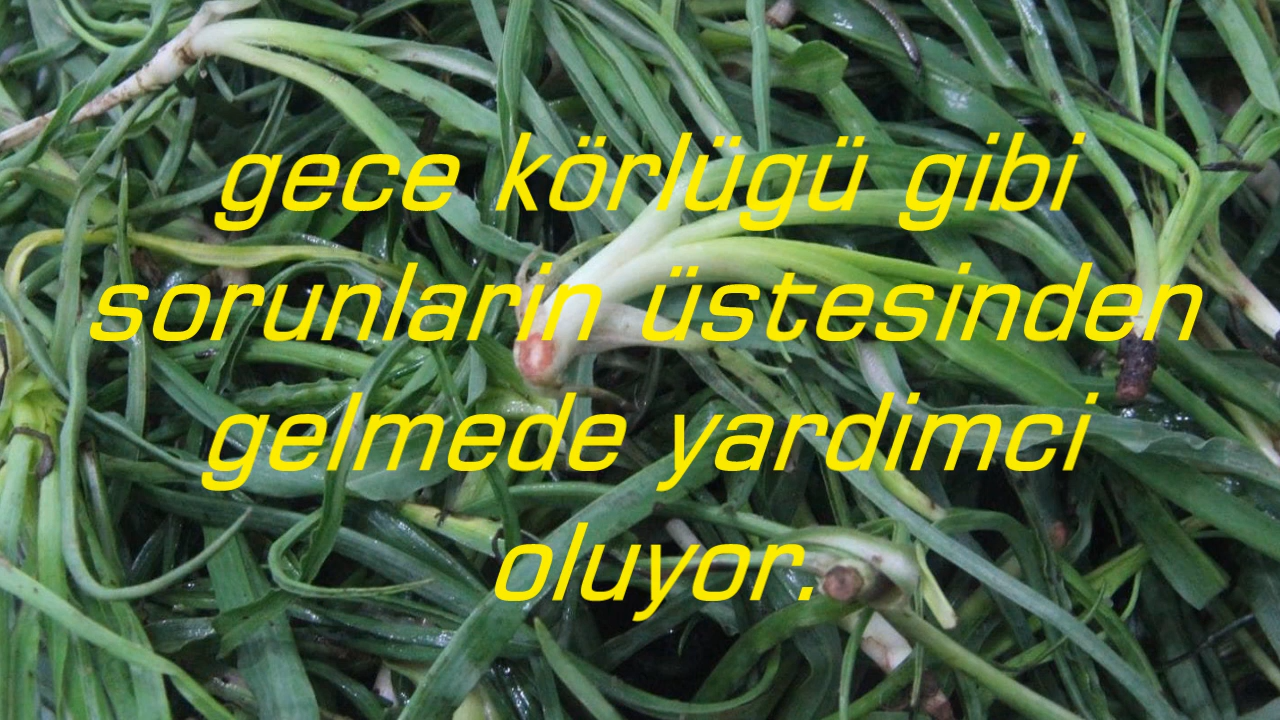 gece körlügü gibi
sorunlarin üstesinden
gelmede yardimci
oluyor.